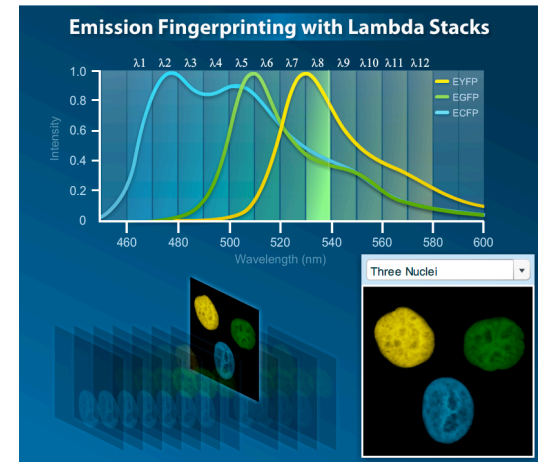 Emission Fingerprinting with Lambda Stacks
λ1 λ2 λ3 λ4 λ5 λ6 λ7 λ8 λ9 λ10 λ11 λ12
1.0
0.8
0.6
0.4
0.2
0
Intensity
EYFP
EGFP
ECFP
460 480 500 520 540 560 580 600
Wavelength (nm)
Three Nuclei